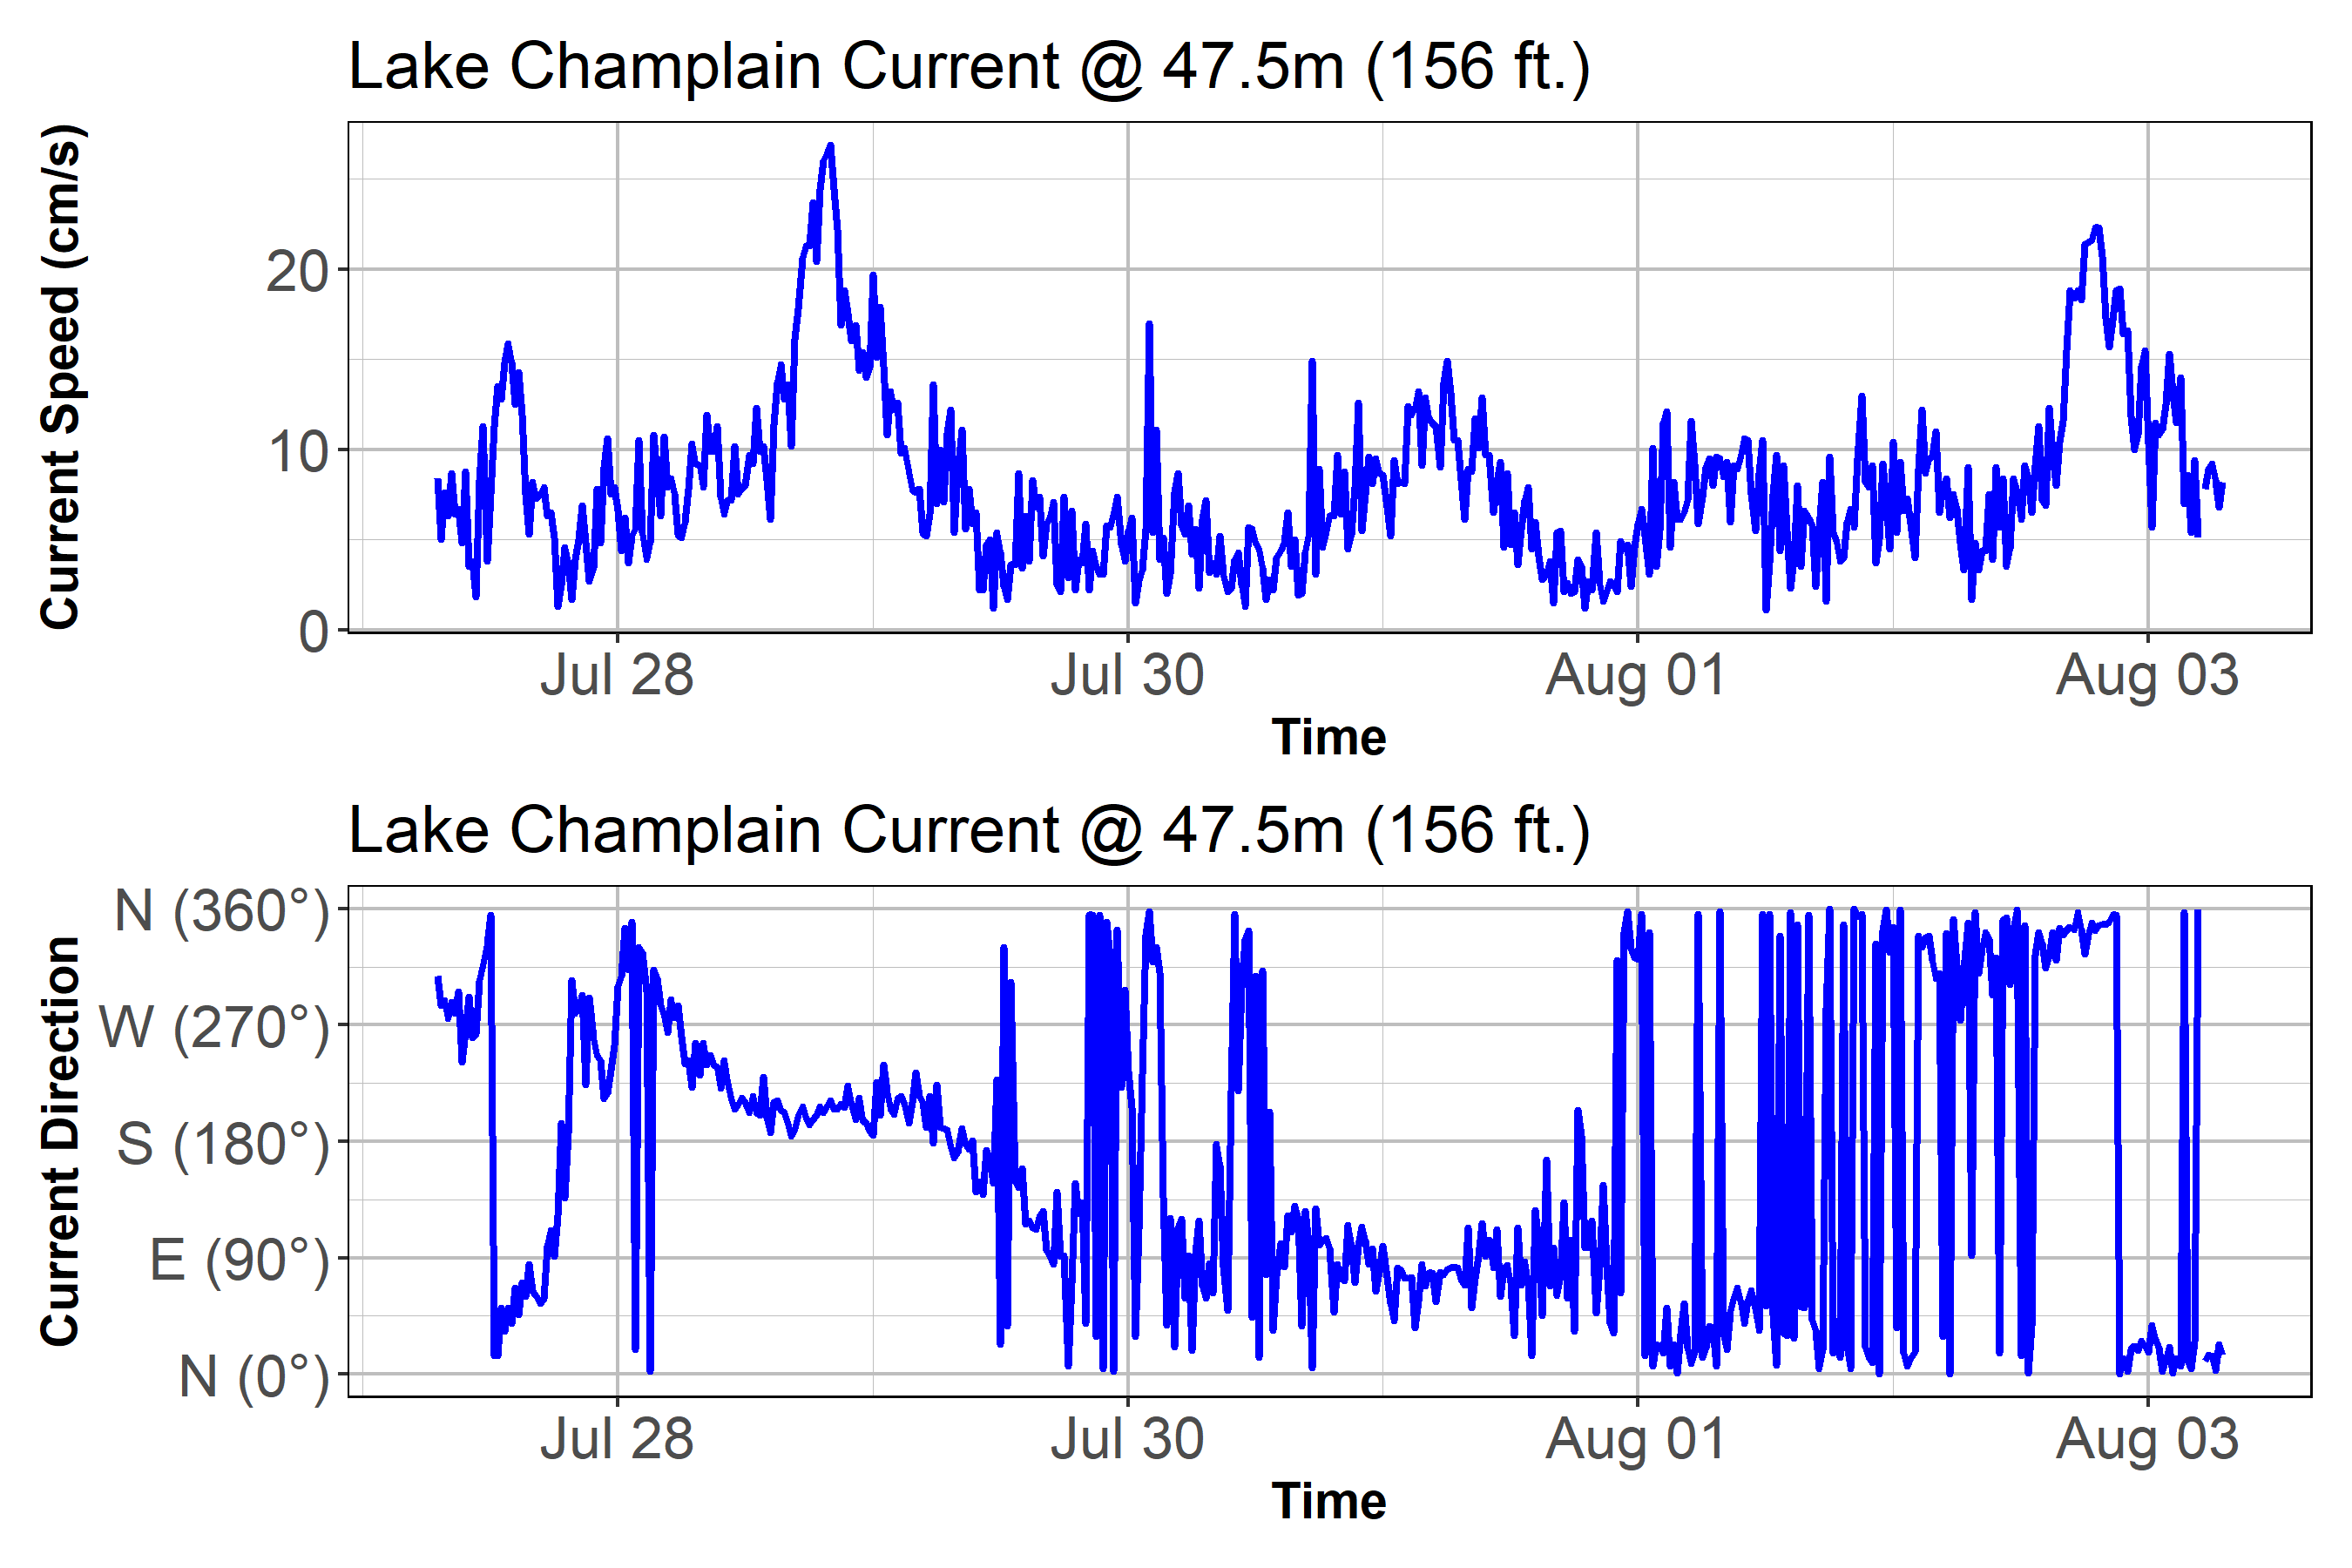 Lake Champlain Current @ 47.5m (156 ft.)
Current Speed (cm/s)
20
10
0
Jul 28 Jul 30 Aug 01 Aug 03
Time
Lake Champlain Current @ 47.5m (156 ft.)
Current Direction
N (360°)
W (270°)
S (180°)
E (90°)
N (0°)
Jul 28 Jul 30 Aug 01 Aug 03
Time